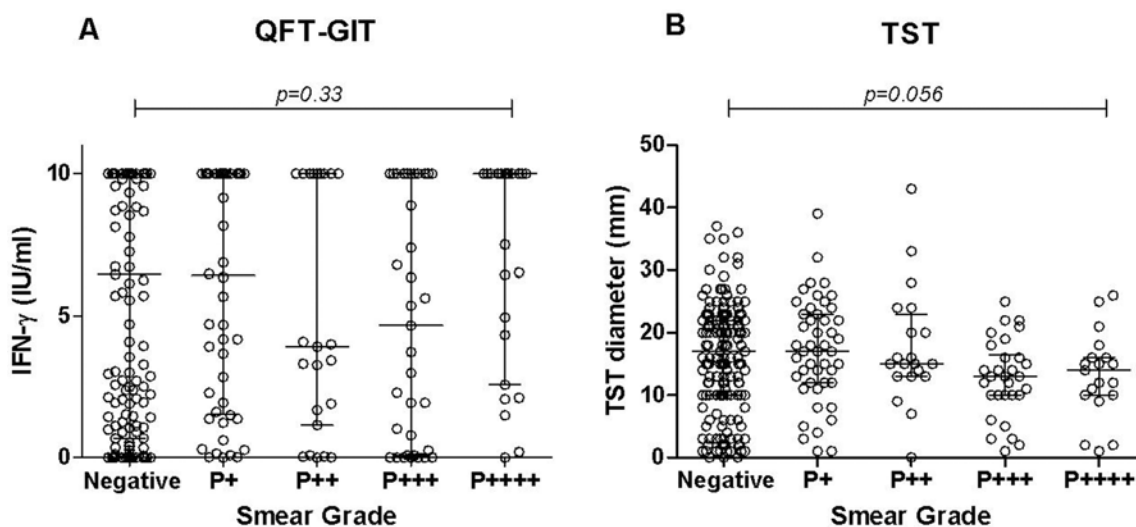 A QFT-GIT
p=0.33
IFN-γ (IU/ml)
10
5
0
Negative P+ P++ P+++ P++++
Smear Grade
B TST
p=0.056
TST diameter (mm)
50
40
30
20
10
0
Negative P+ P++ P+++ P++++
Smear Grade